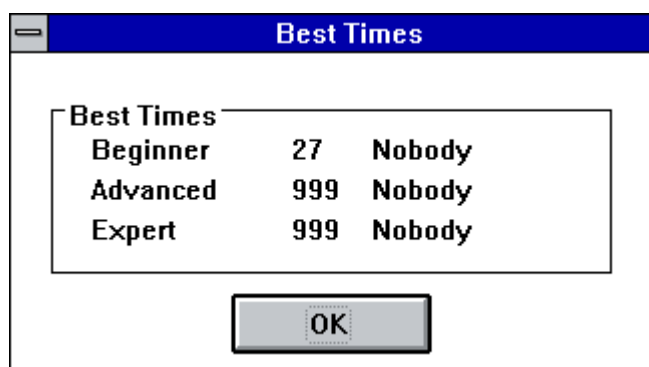 Best Times
Best Times
Beginner 27 Nobody
Advanced 999 Nobody
Expert 999 Nobody
OK